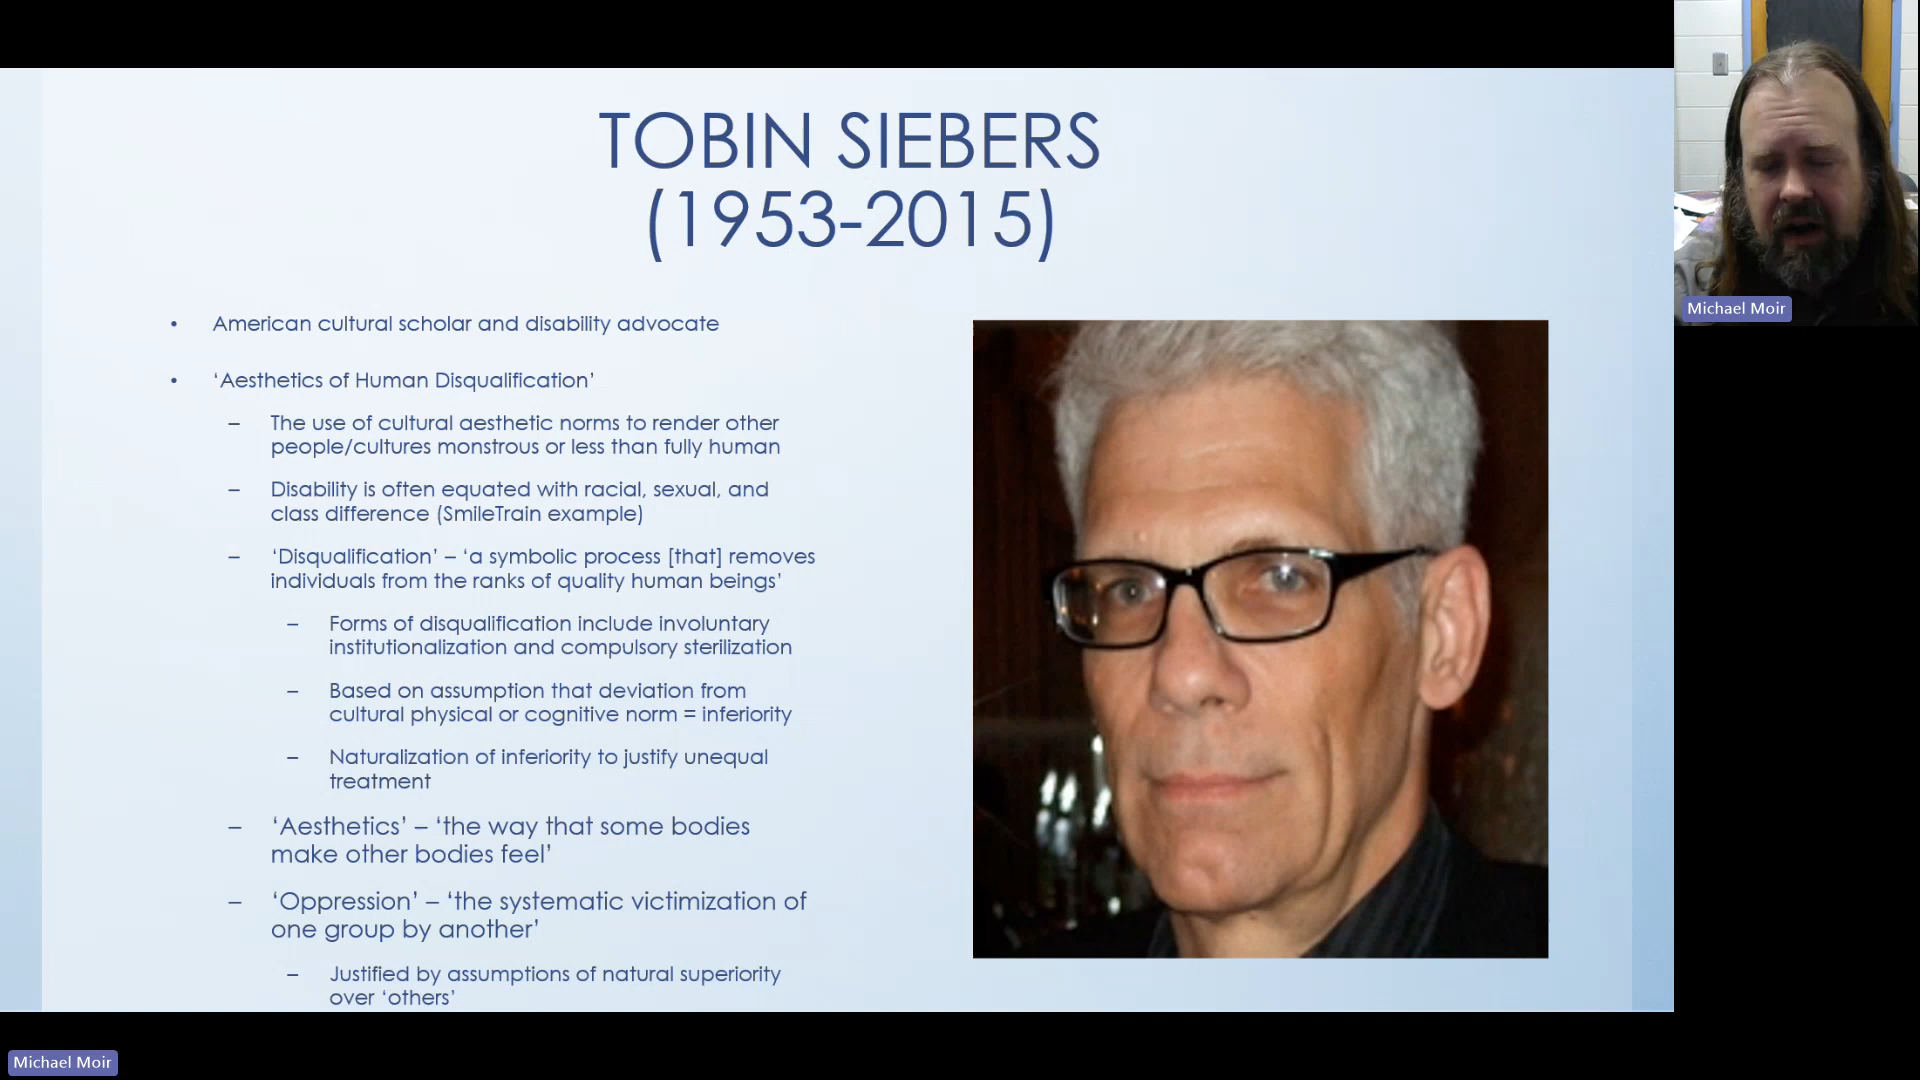 TOBIN SIEBERS
(1953-2015)
• American cultural scholar and disability advocate
• ‘Aesthetics of Human Disqualification’
– The use of cultural aesthetic norms to render other
people/cultures monstrous or less than fully human
– Disability is often equated with racial, sexual, and
class difference (SmileTrain example)
– ‘Disqualification’ – ‘a symbolic process [that] removes
individuals from the ranks of quality human beings’
– Forms of disqualification include involuntary
institutionalization and compulsory sterilization
– Based on assumption that deviation from
cultural physical or cognitive norm = inferiority
– Naturalization of inferiority to justify unequal
treatment
– ‘Aesthetics’ – ‘the way that some bodies
make other bodies feel’
– ‘Oppression’ – ‘the systematic victimization of
one group by another’
– Justified by assumptions of natural superiority
over ‘others’
Michael Moir
Michael Moir